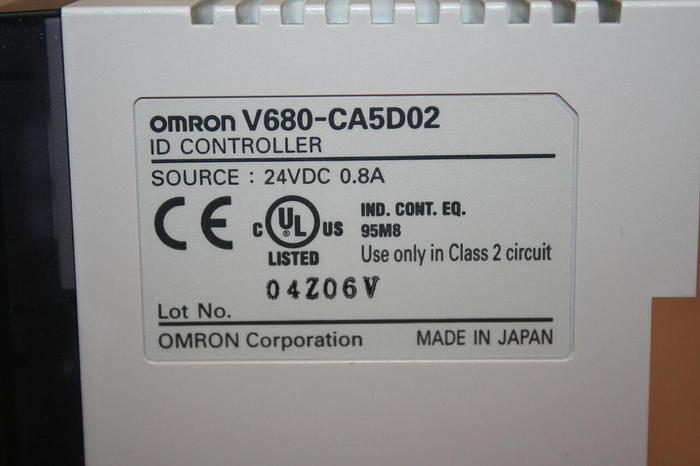 OMRON V680-CA5D02
ID CONTROLLER
SOURCE : 24VDC 0.8A
CE C UL US LISTED
IND. CONT. EQ.
95M8
Use only in Class 2 circuit
04Z06V
Lot No.
OMRON Corporation MADE IN JAPAN